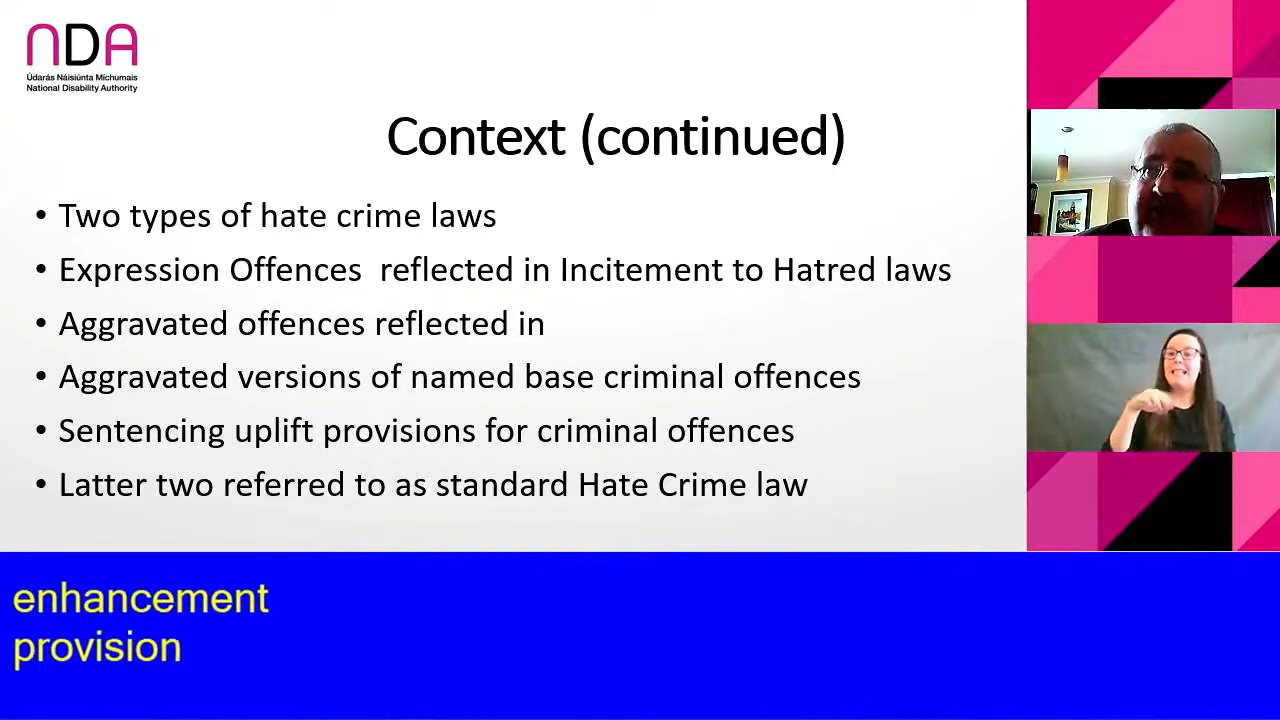 NDA
Údarás Náisiúnta Míchumais
National Disability Authority
Context (continued)
• Two types of hate crime laws
• Expression Offences  reflected in Incitement to Hatred laws
• Aggravated offences reflected in
• Aggravated versions of named base criminal offences
• Sentencing uplift provisions for criminal offences
• Latter two referred to as standard Hate Crime law
enhancement
provision